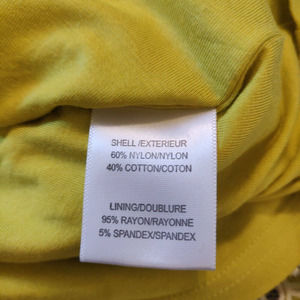 SHELL/EXTERIEUR
60% NYLON/NYLON
40% COTTON/COTON
LINING/DOUBLURE
95% RAYON/RAYONNE
5% SPANDEX/SPANDEX